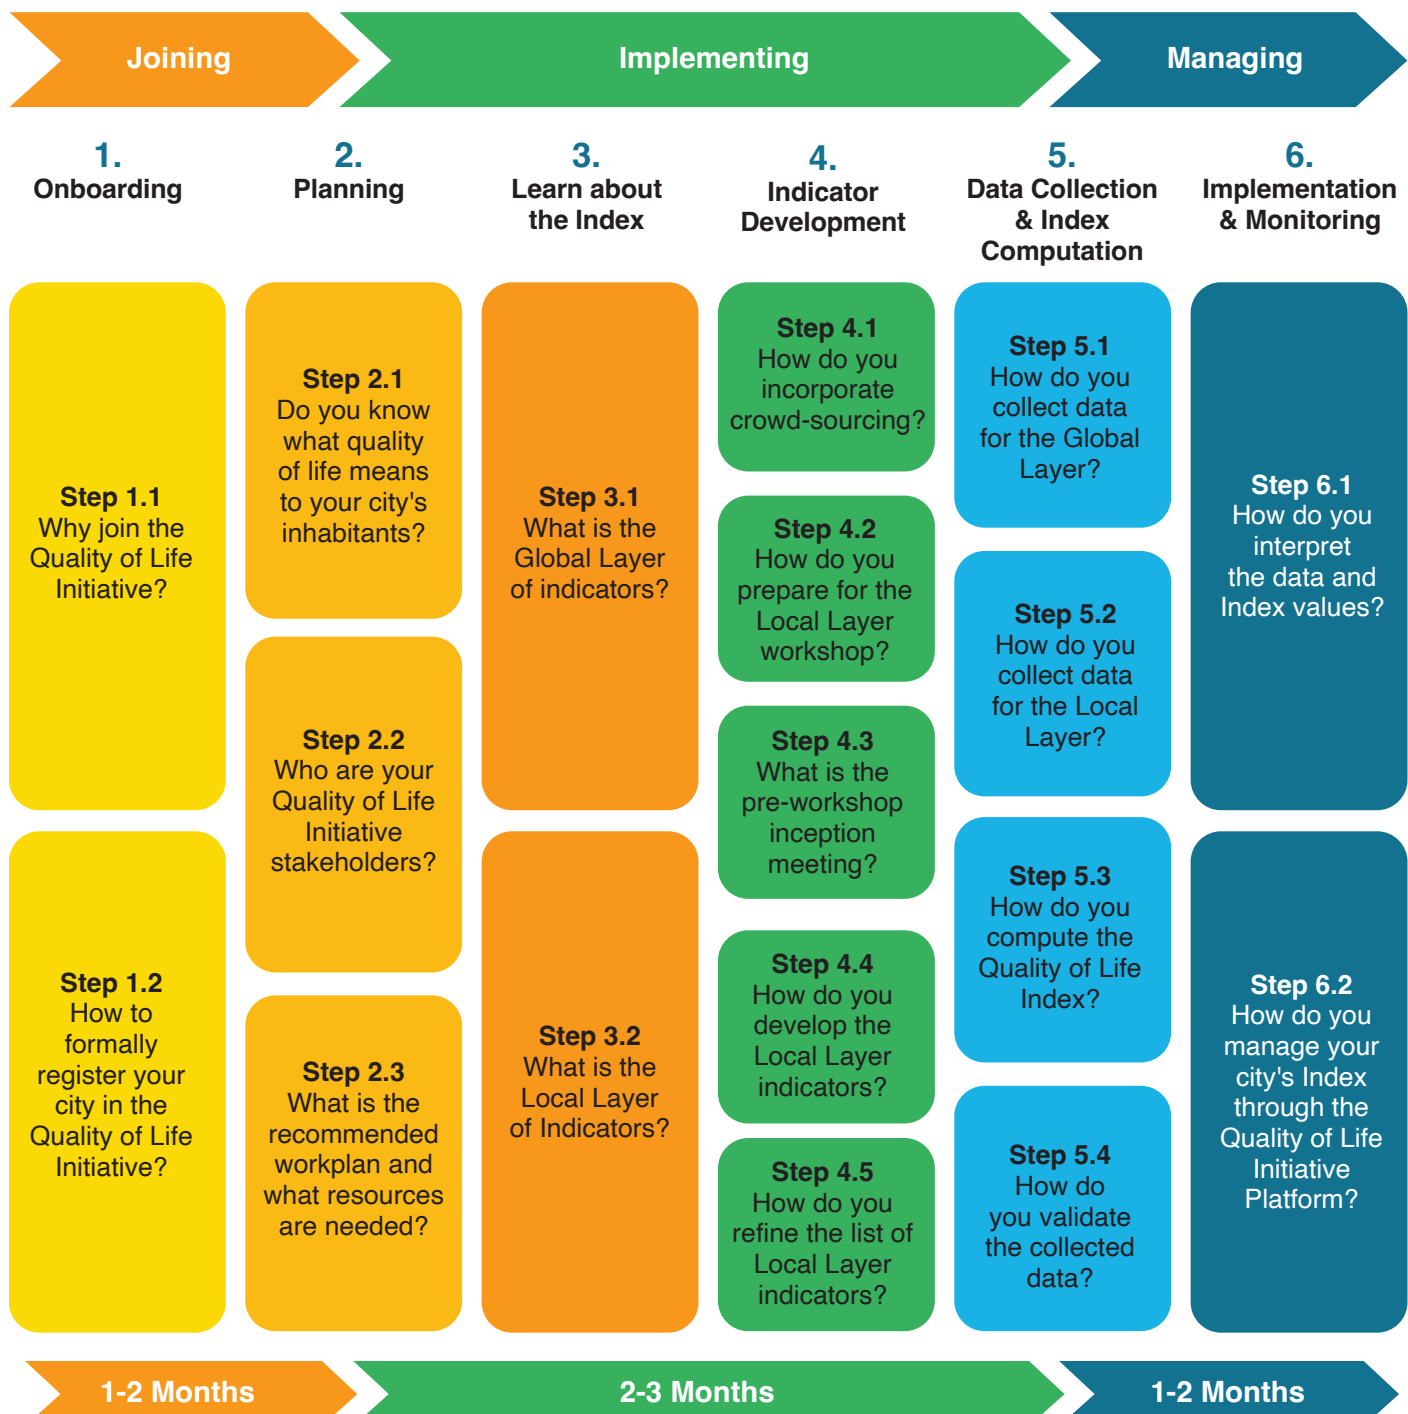 Joining
Implementing
Managing
1.
Onboarding
2.
Planning
3.
Learn about
the Index
4.
Indicator
Development
5.
Data Collection
& Index
Computation
6.
Implementation
& Monitoring
Step 1.1
Why join the
Quality of Life
Initiative?
Step 1.2
How to
formally
register your
city in the
Quality of Life
Initiative?
Step 2.1
Do you know
what quality
of life means
to your city's
inhabitants?
Step 2.2
Who are your
Quality of Life
Initiative
stakeholders?
Step 2.3
What is the
recommended
workplan and
what resources
are needed?
Step 3.1
What is the
Global Layer
of indicators?
Step 3.2
What is the
Local Layer
of Indicators?
Step 4.1
How do you
incorporate
crowd-sourcing?
Step 4.2
How do you
prepare for the
Local Layer
workshop?
Step 4.3
What is the
pre-workshop
inception
meeting?
Step 4.4
How do you
develop the
Local Layer
indicators?
Step 4.5
How do you
refine the list of
Local Layer
indicators?
Step 5.1
How do you
collect data
for the Global
Layer?
Step 5.2
How do you
collect data
for the Local
Layer?
Step 5.3
How do you
compute the
Quality of Life
Index?
Step 5.4
How do
you validate
the collected
data?
Step 6.1
How do you
interpret
the data and
Index values?
Step 6.2
How do you
manage your
city's Index
through the
Quality of Life
Initiative
Platform?
1-2 Months
2-3 Months
1-2 Months